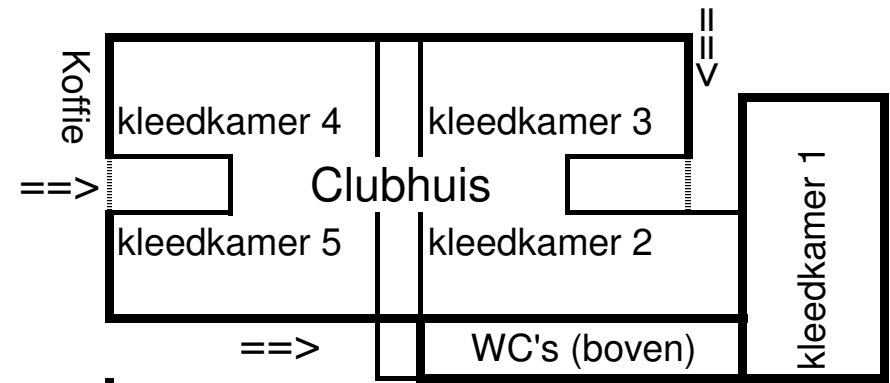 ==>
Koffie
kleedkamer 4
kleedkamer 3
==>
Clubhuis
kleedkamer 5
kleedkamer 2
kleedkamer 1
==>
WC's (boven)